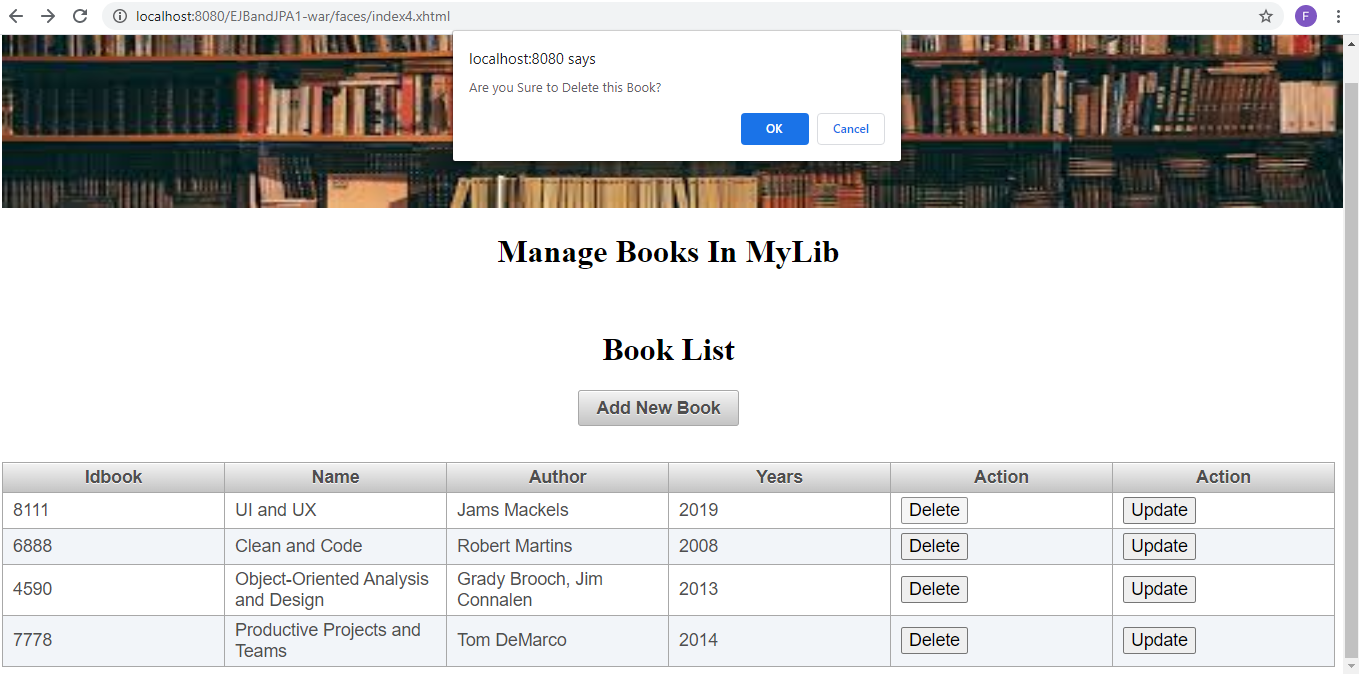 localhost:8080/EJBandJPA1-war/faces/index4.xhtml
F
localhost:8080 says
Are you Sure to Delete this Book?
OK Cancel
Manage Books In MyLib
Book List
Add New Book
Idbook Name Author Years Action Action
8111 UI and UX Jams Mackels 2019 Delete Update
6888 Clean and Code Robert Martins 2008 Delete Update
4590 Object-Oriented Analysis and Design Grady Brooch, Jim Connalen 2013 Delete Update
7778 Productive Projects and Teams Tom DeMarco 2014 Delete Update